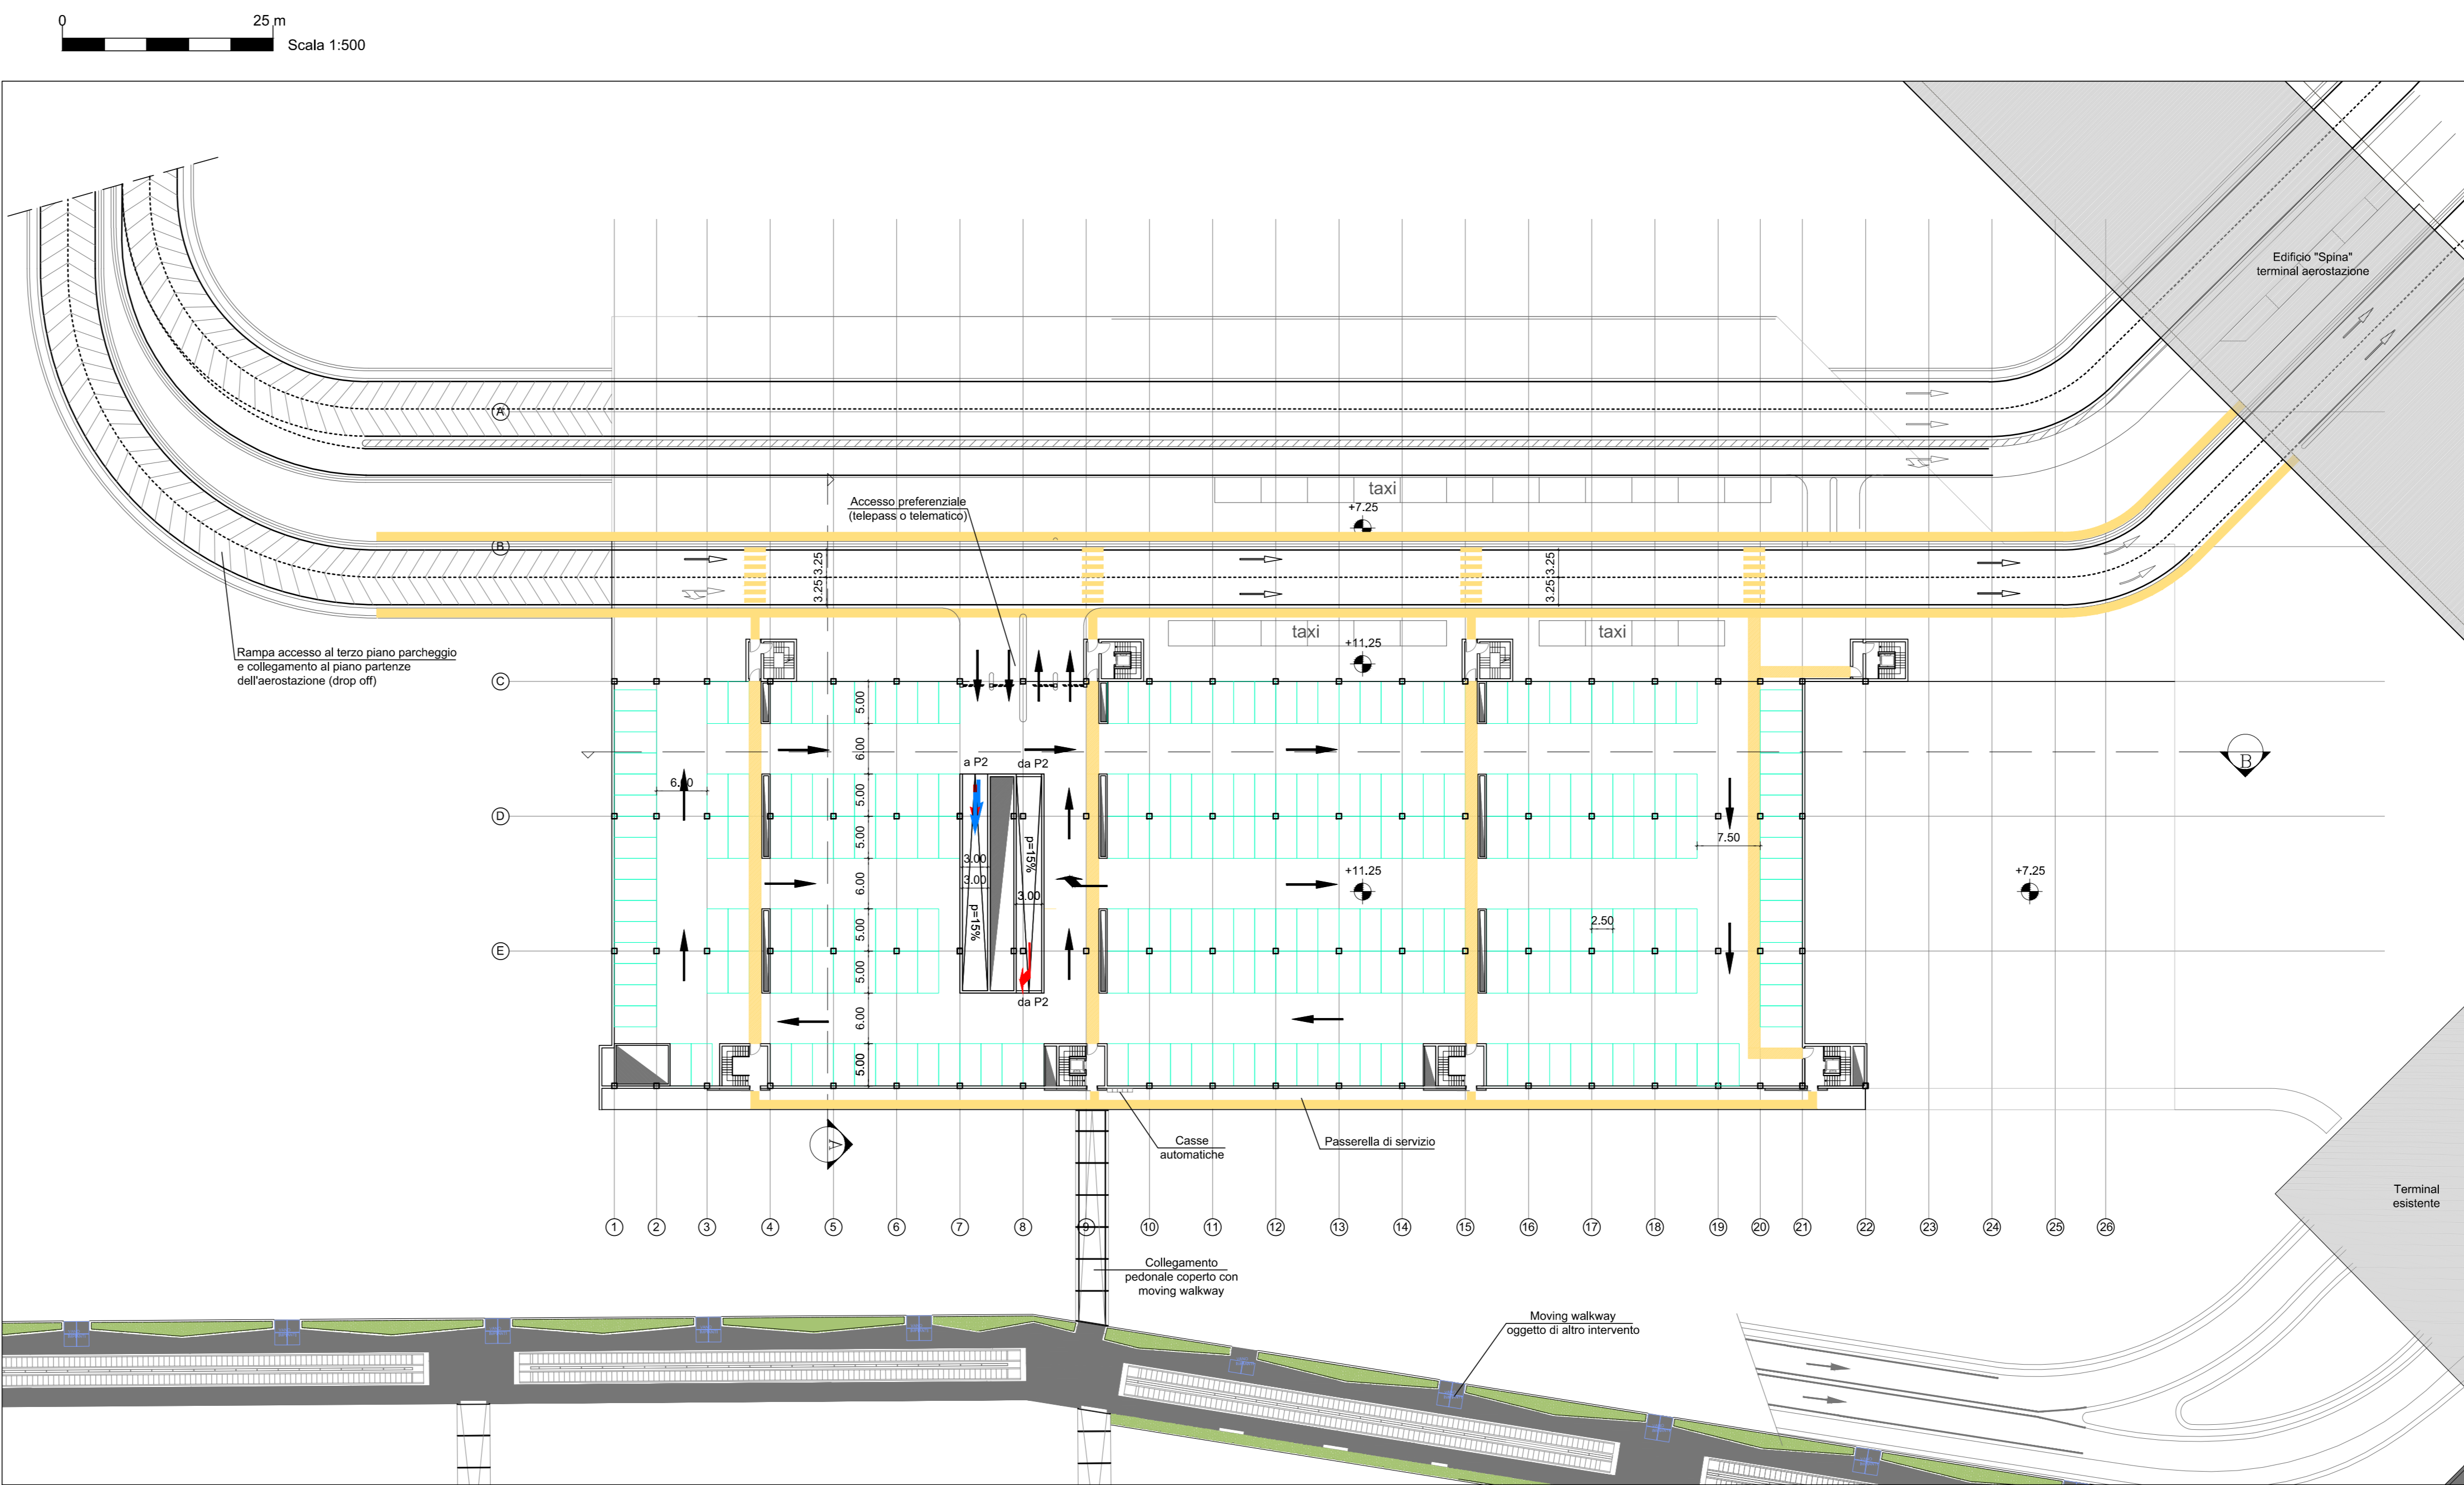 0 25 m
Scala 1:500
Edificio "Spina"
terminal aerostazione
A
taxi
Accesso preferenziale
(telepass o telematico)
+7.25
B
3.25 3.25
3.25 3.25
Rampa accesso al terzo piano parcheggio
e collegamento al piano partenze
dell'aerostazione (drop off)
taxi
taxi
+11.25
C
5.00
6.00
a P2
da P2
B
6.00
5.00
D
5.00
p=15%
7.50
3.00
3.00
6.00
+11.25
+7.25
3.00
p=15%
5.00
2.50
E
5.00
da P2
6.00
5.00
A
Casse
automatiche
Passerella di servizio
Terminal
esistente
1 2 3 4 5 6 7 8 9 10 11 12 13 14 15 16 17 18 19 20 21 22 23 24 25 26
Collegamento
pedonale coperto con
moving walkway
Moving walkway
oggetto di altro intervento